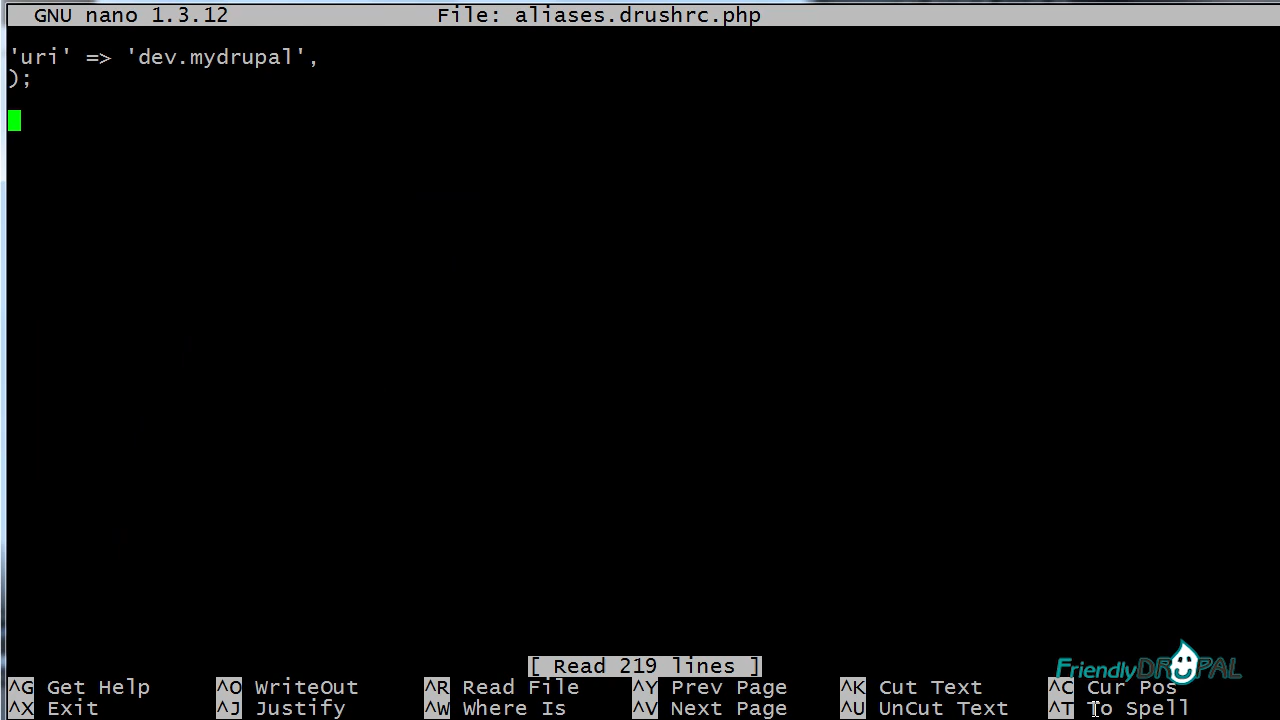 GNU nano 1.3.12 File: aliases.drushrc.php
'uri' => 'dev.mydrupal',
);
[ Read 219 lines ]
FriendlyDRUPAL
^G Get Help ^O WriteOut ^R Read File ^Y Prev Page ^K Cut Text ^C Cur Pos
^X Exit ^J Justify ^W Where Is ^V Next Page ^U UnCut Text ^T To Spell